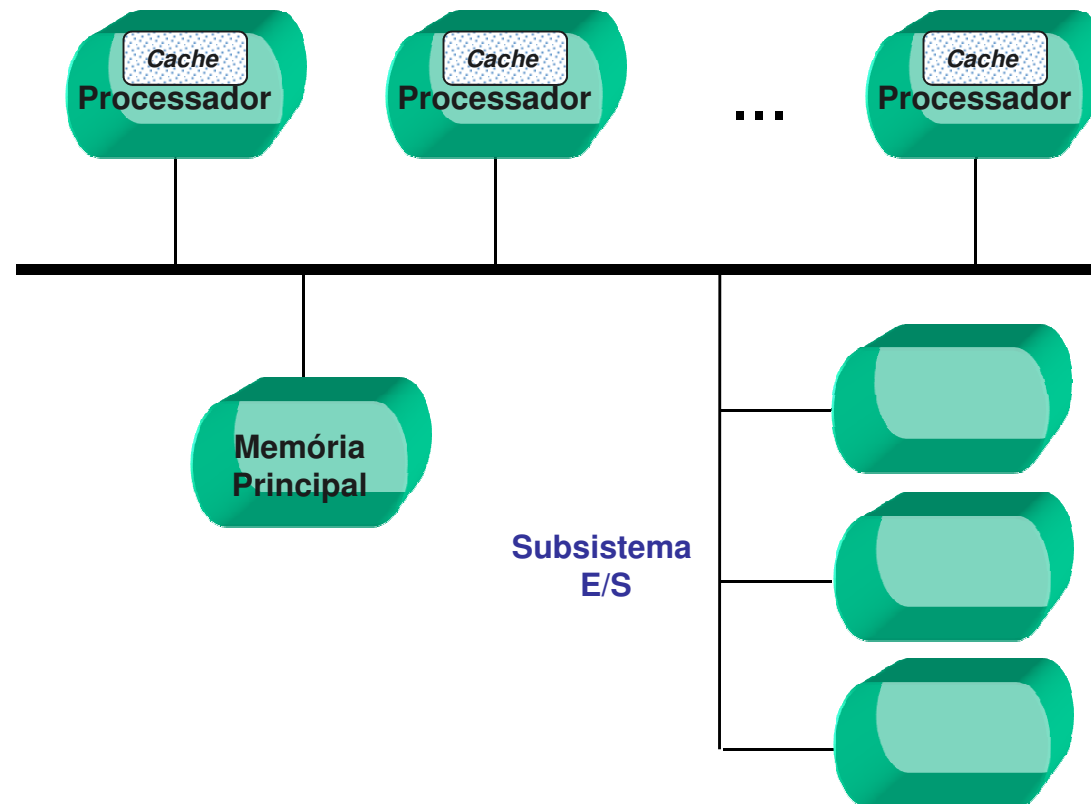 Cache
Processador
Cache
Processador
...
Cache
Processador
Memória
Principal
Subsistema
E/S